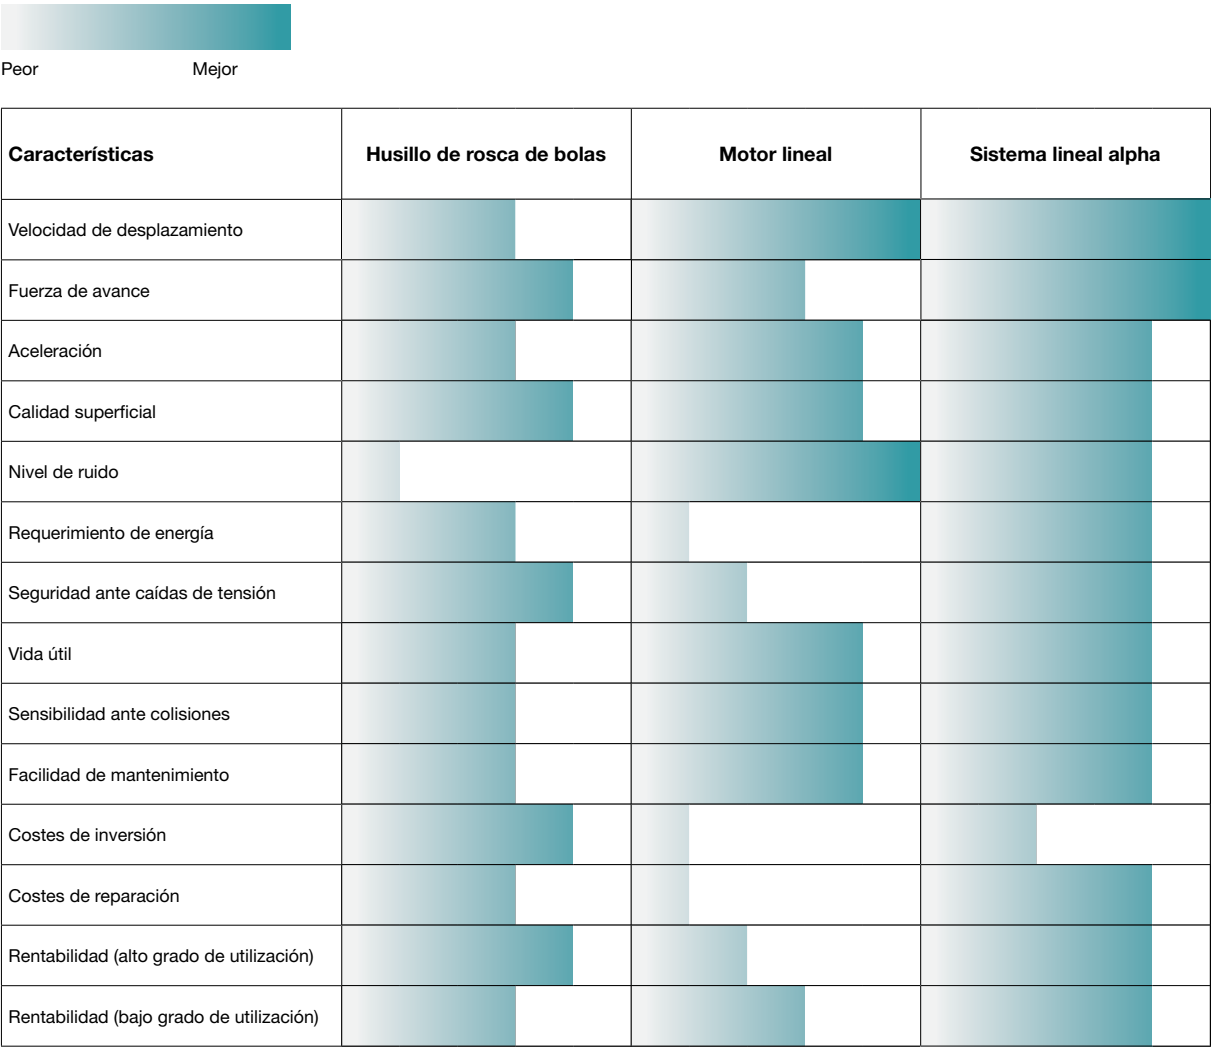 Peor Mejor
Características Husillo de rosca de bolas Motor lineal Sistema lineal alpha
Velocidad de desplazamiento
Fuerza de avance
Aceleración
Calidad superficial
Nivel de ruido
Requerimiento de energía
Seguridad ante caídas de tensión
Vida útil
Sensibilidad ante colisiones
Facilidad de mantenimiento
Costes de inversión
Costes de reparación
Rentabilidad (alto grado de utilización)
Rentabilidad (bajo grado de utilización)